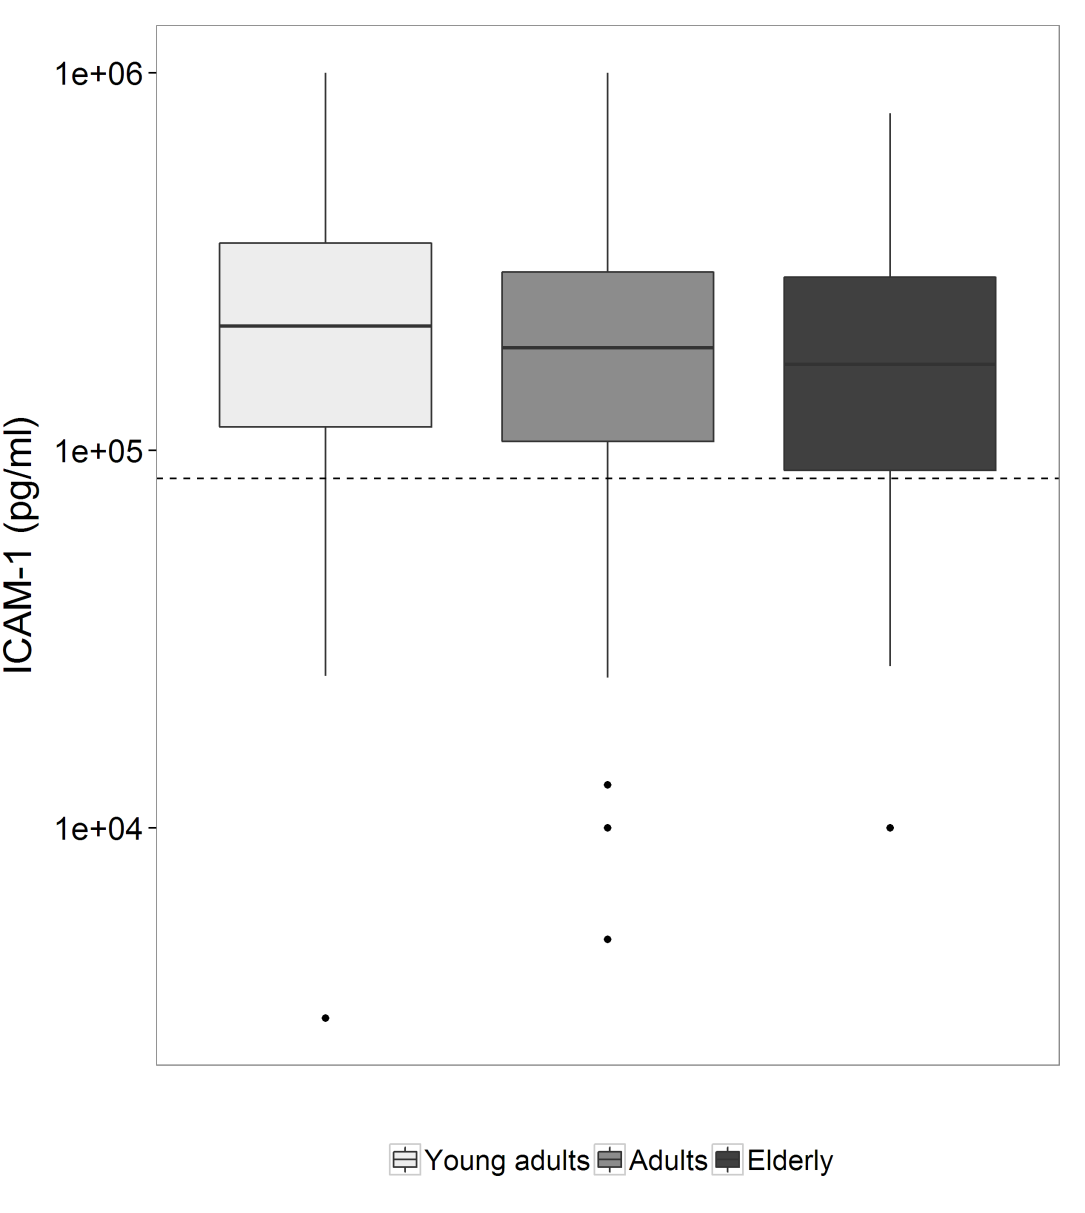 1e+06
1e+05
1e+04
ICAM-1 (pg/ml)
Young adults Adults Elderly